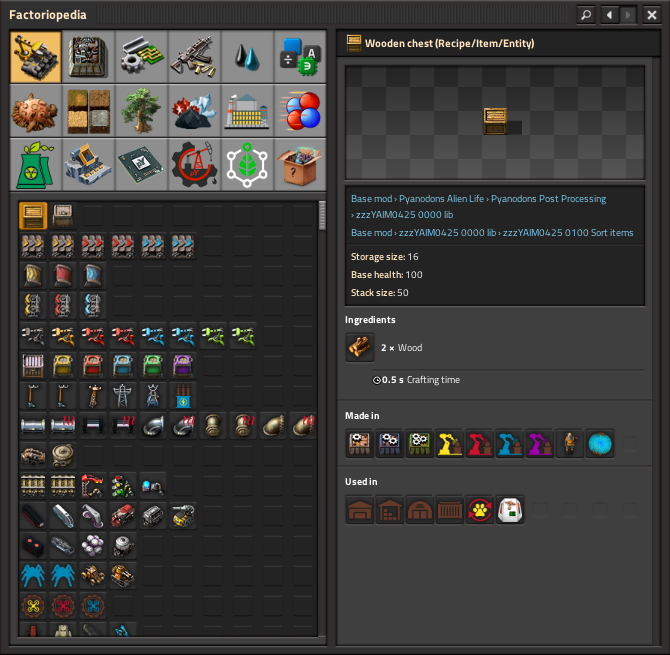 Factoriopedia
Wooden chest (Recipe/Item/Entity)
Base mod › Pyanodons Alien Life › Pyanodons Post Processing
› zzzYAIM0425 0000 lib
Base mod › zzzYAIM0425 0000 lib › zzzYAIM0425 0100 Sort items
Storage size: 16
Base health: 100
Stack size: 50
Ingredients
2 × Wood
0.5 s Crafting time
Made in
Used in